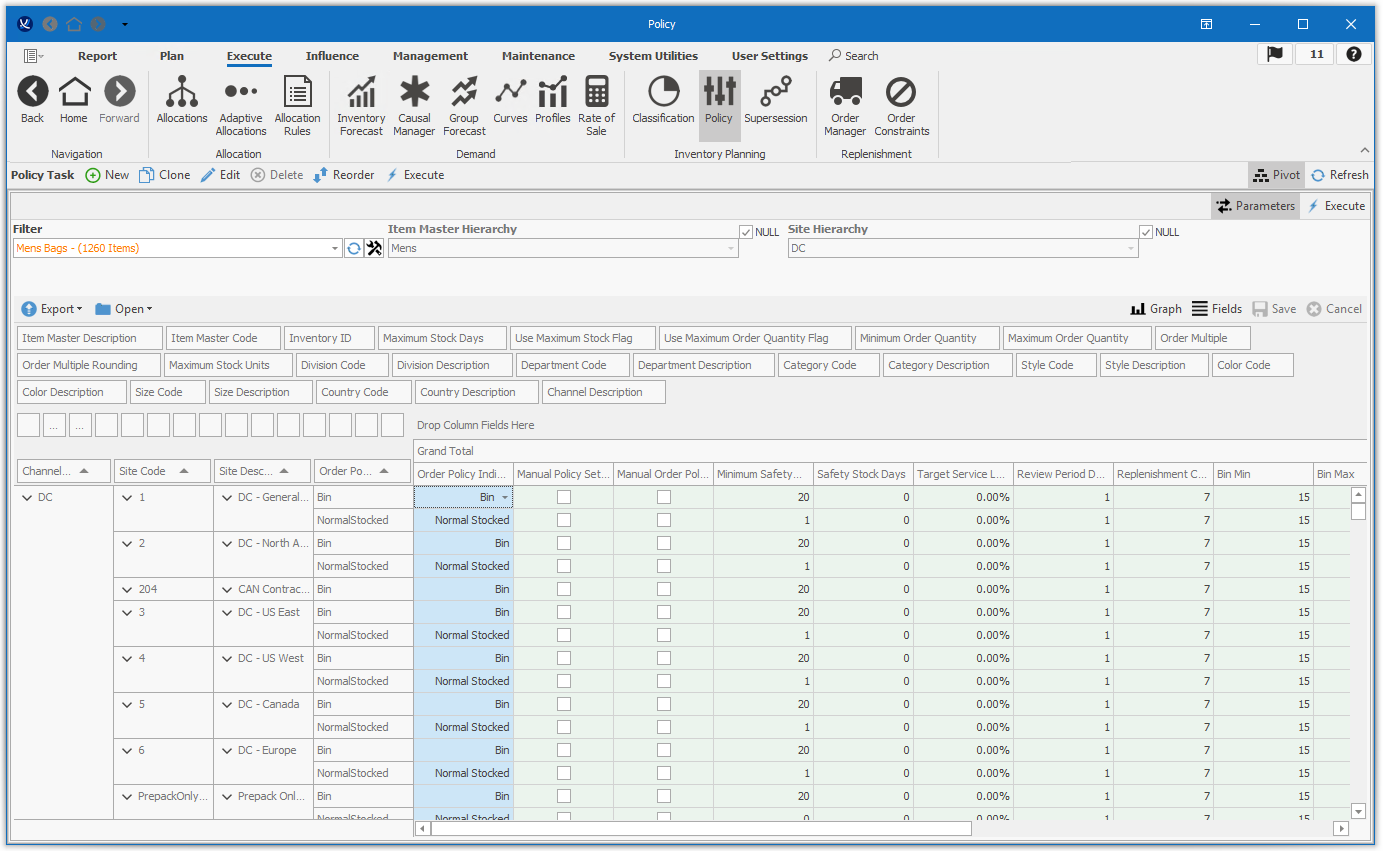 Policy
Report Plan Execute Influence Management Maintenance System Utilities User Settings Search 11
Back Home Forward Allocations Adaptive Allocations Allocation Rules Inventory Forecast Causal Manager Group Forecast Curves Profiles Rate of Sale Classification Policy Supersession Order Manager Order Constraints
Navigation Allocation Demand Inventory Planning Replenishment
Policy Task New Clone Edit Delete Reorder Execute Pivot Refresh
Parameters Execute
Filter Item Master Hierarchy NULL Site Hierarchy NULL
Mens Bags - (1260 Items) Mens DC
Export Open Graph Fields Save Cancel
Item Master Description Item Master Code Inventory ID Maximum Stock Days Use Maximum Stock Flag Use Maximum Order Quantity Flag Minimum Order Quantity Maximum Order Quantity Order Multiple
Order Multiple Rounding Maximum Stock Units Division Code Division Description Department Code Department Description Category Code Category Description Style Code Style Description Color Code
Color Description Size Code Size Description Country Code Country Description Channel Description
... ... Drop Column Fields Here
Grand Total
Channel... Site Code Site Desc... Order Po... Order Policy Indi... Manual Policy Set... Manual Order Pol... Minimum Safety... Safety Stock Days Target Service L... Review Period D... Replenishment C... Bin Min Bin Max
DC 1 DC - General... Bin Bin 20 0 0.00% 1 7 15
NormalStocked Normal Stocked 1 0 0.00% 1 7 15
2 DC - North A... Bin Bin 20 0 0.00% 1 7 15
NormalStocked Normal Stocked 1 0 0.00% 1 7 15
204 CAN Contrac... Bin Bin 20 0 0.00% 1 7 15
3 DC - US East Bin Bin 20 0 0.00% 1 7 15
NormalStocked Normal Stocked 1 0 0.00% 1 7 15
4 DC - US West Bin Bin 20 0 0.00% 1 7 15
NormalStocked Normal Stocked 1 0 0.00% 1 7 15
5 DC - Canada Bin Bin 20 0 0.00% 1 7 15
NormalStocked Normal Stocked 1 0 0.00% 1 7 15
6 DC - Europe Bin Bin 20 0 0.00% 1 7 15
NormalStocked Normal Stocked 1 0 0.00% 1 7 15
PrepackOnly... Prepack Onl... Bin Bin 20 0 0.00% 1 7 15
NormalStocked Normal Stocked 0 0 0.00% 1 7 15